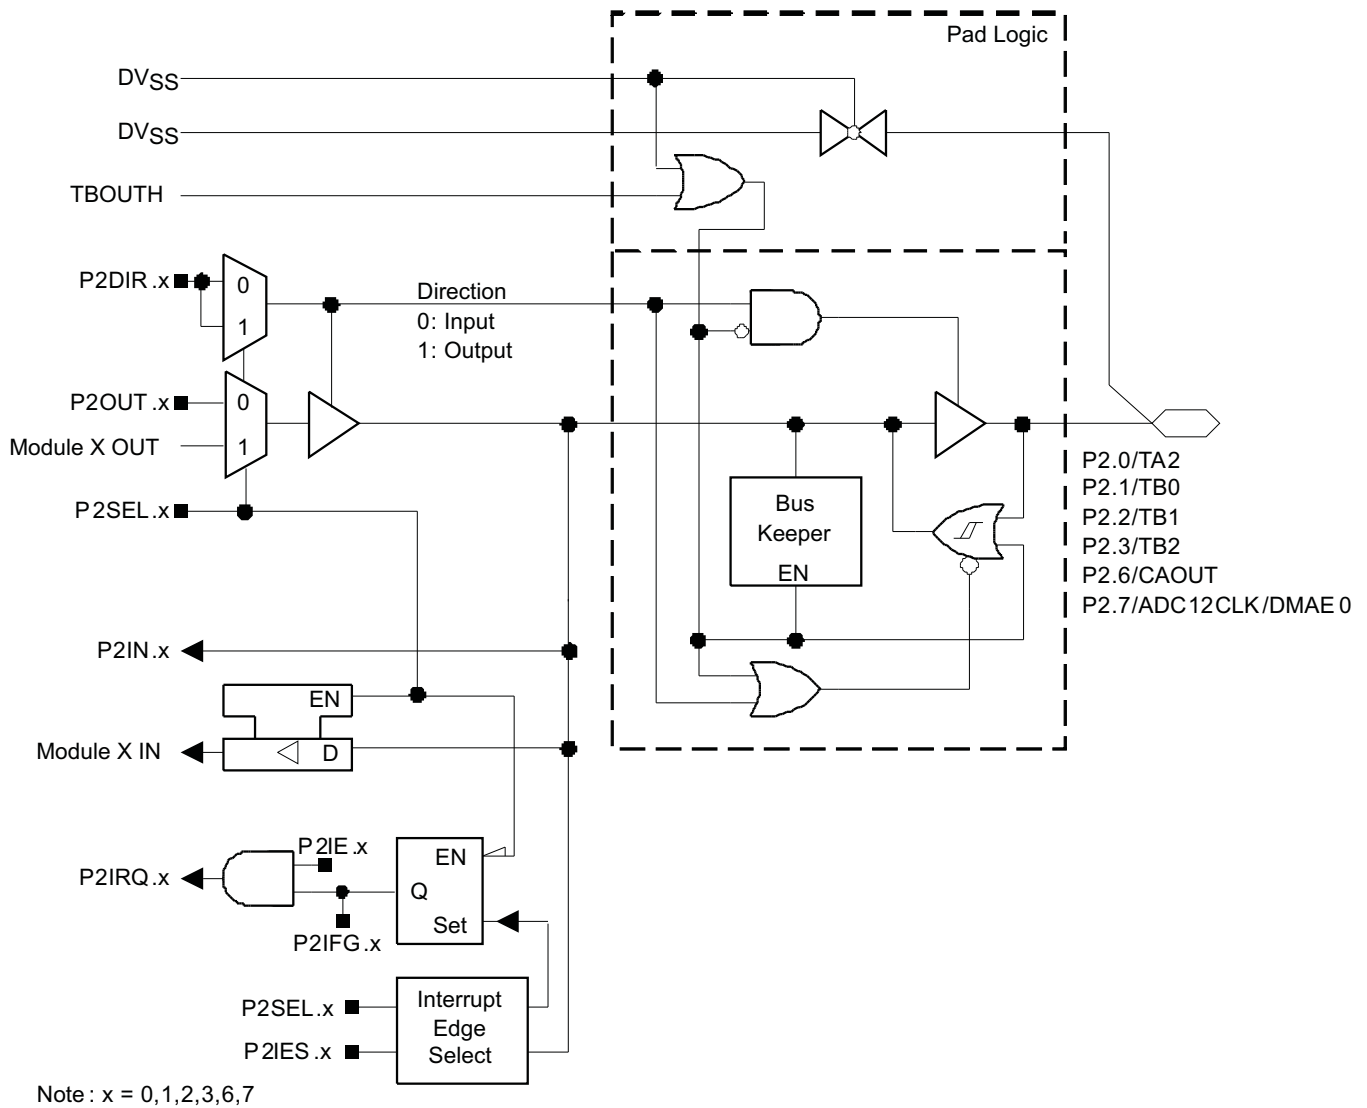 Pad Logic
DVSS
DVSS
TBOUTH
P2DIR.x
0
1
Direction
0: Input
1: Output
P2OUT.x
0
Module X OUT
1
P2SEL.x
Bus
Keeper
EN
P2.0/TA2
P2.1/TB0
P2.2/TB1
P2.3/TB2
P2.6/CAOUT
P2.7/ADC12CLK/DMAE0
P2IN.x
EN
Module X IN
D
P2IE.x
P2IRQ.x
EN
Q
Set
P2IFG.x
P2SEL.x
P2IES.x
Interrupt
Edge
Select
Note: x = 0,1,2,3,6,7